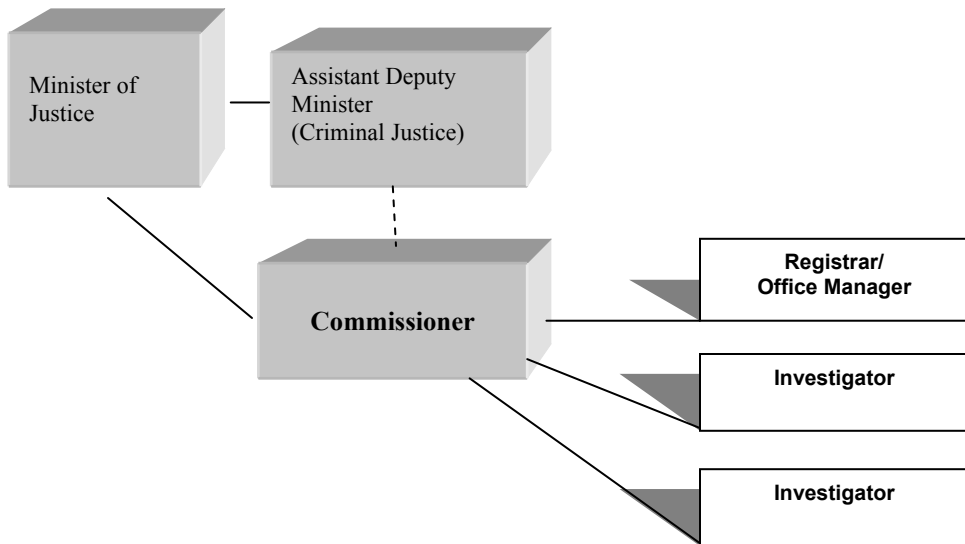 Minister of
Justice
Assistant Deputy
Minister
(Criminal Justice)
Commissioner
Registrar/
Office Manager
Investigator
Investigator